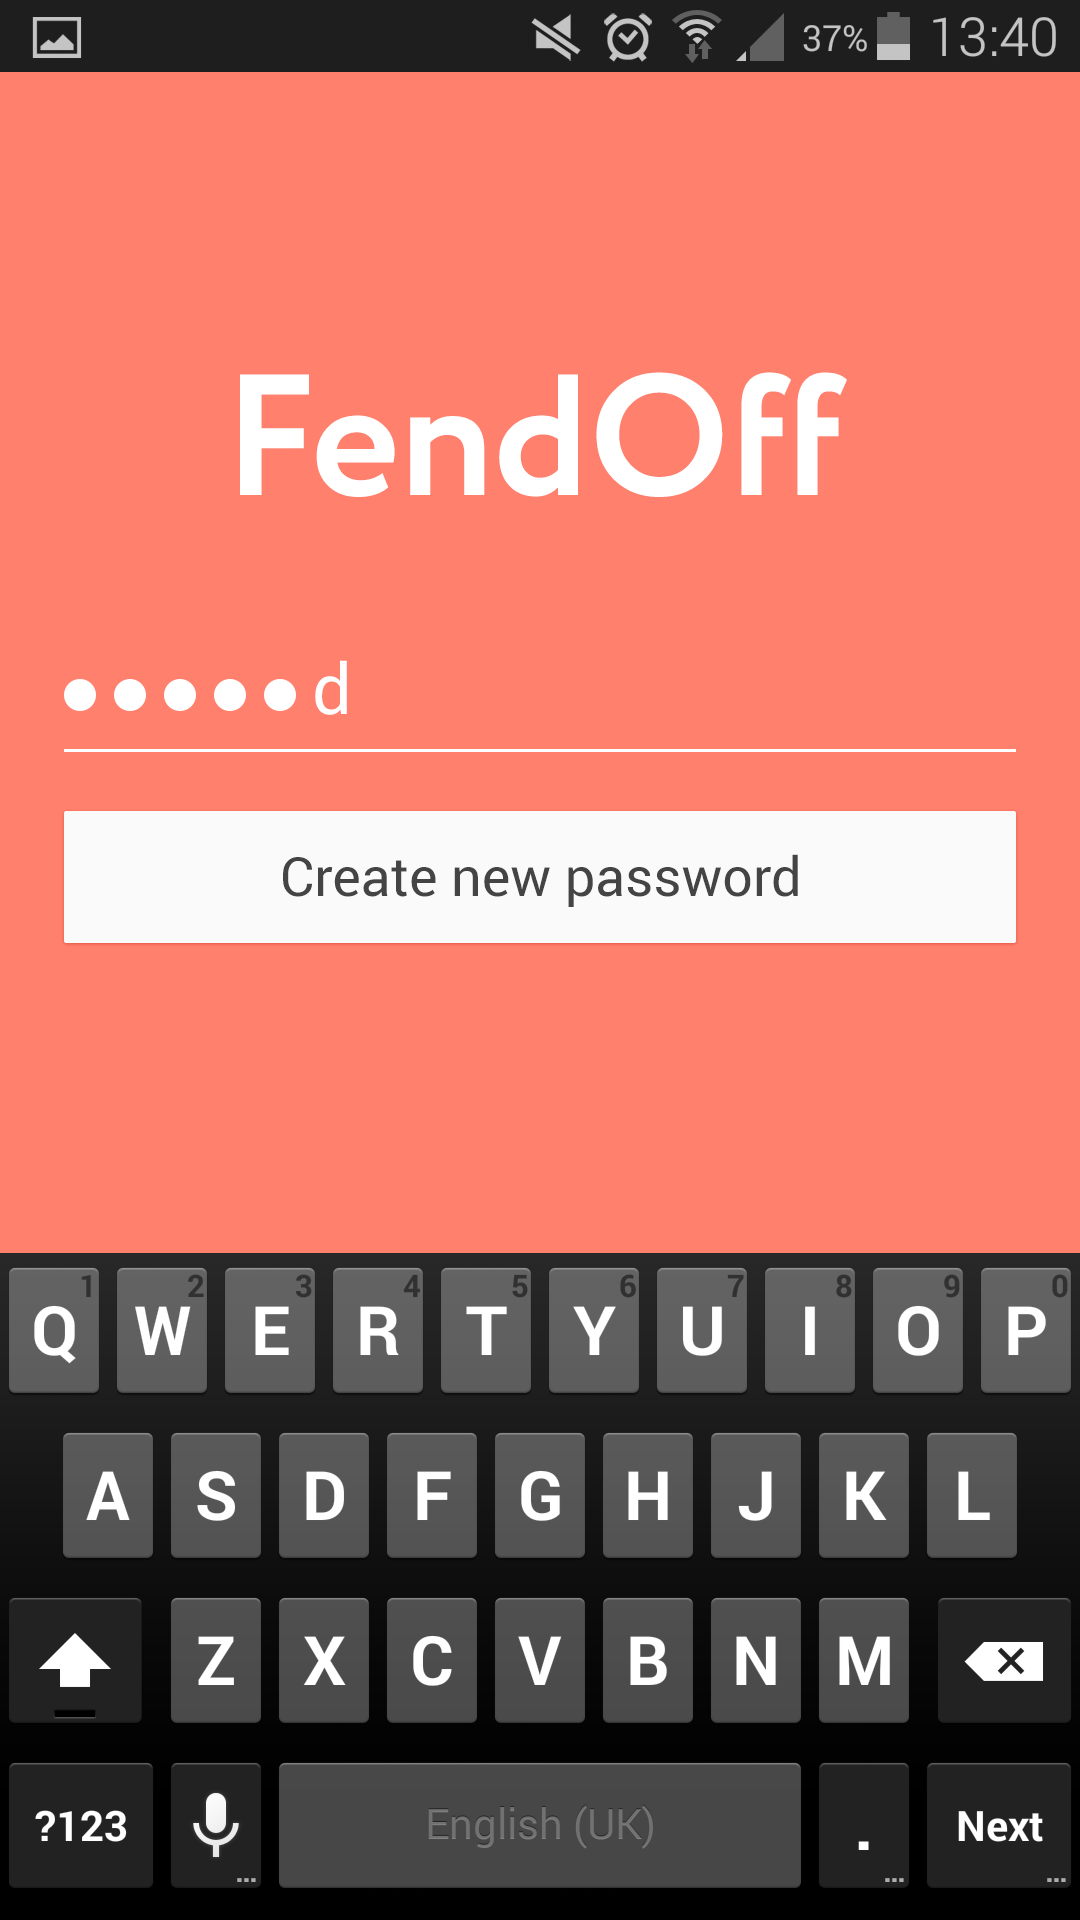 37% 13:40
FendOff
•••••d
Create new password
1 2 3 4 5 6 7 8 9 0
Q W E R T Y U I O P
A S D F G H J K L
Z X C V B N M
?123 English (UK) . Next